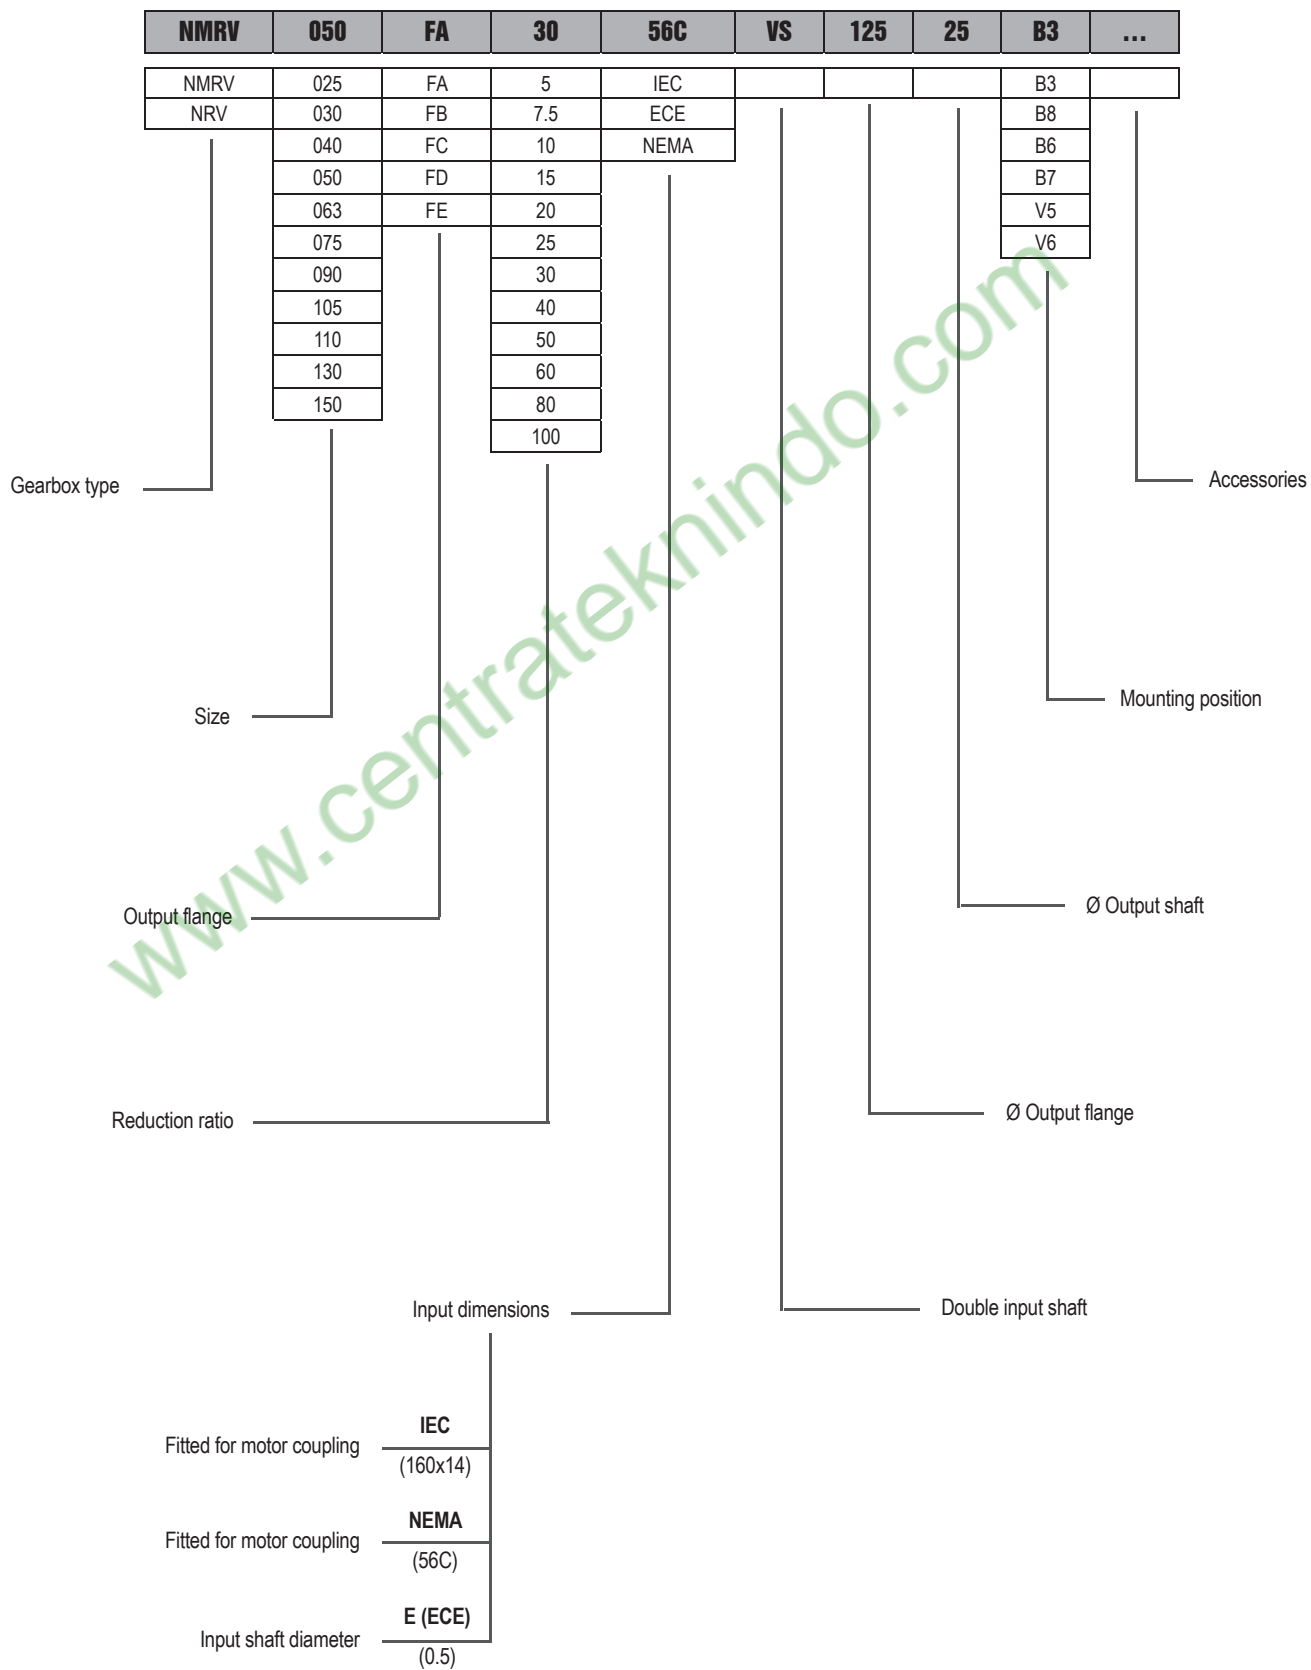 NMRV 050 FA 30 56C VS 125 25 B3 ...
NMRV 025 FA 5 IEC B3
NRV 030 FB 7.5 ECE B8
040 FC 10 NEMA B6
050 FD 15 B7
063 FE 20 V5
075 25 V6
090 30
105 40
110 50
130 60
150 80
100
Gearbox type
Accessories
Size
Mounting position
Output flange
Ø Output shaft
Reduction ratio
Ø Output flange
Input dimensions
Double input shaft
IEC
Fitted for motor coupling
(160x14)
NEMA
Fitted for motor coupling
(56C)
E (ECE)
Input shaft diameter
(0.5)
www.centrateknindo.com